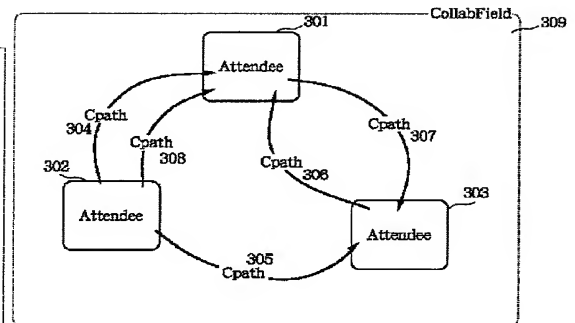 CollabField
309
301
Attendee
Cpath
304
Cpath
308
Cpath
307
Cpath
306
302
Attendee
303
Attendee
305
Cpath